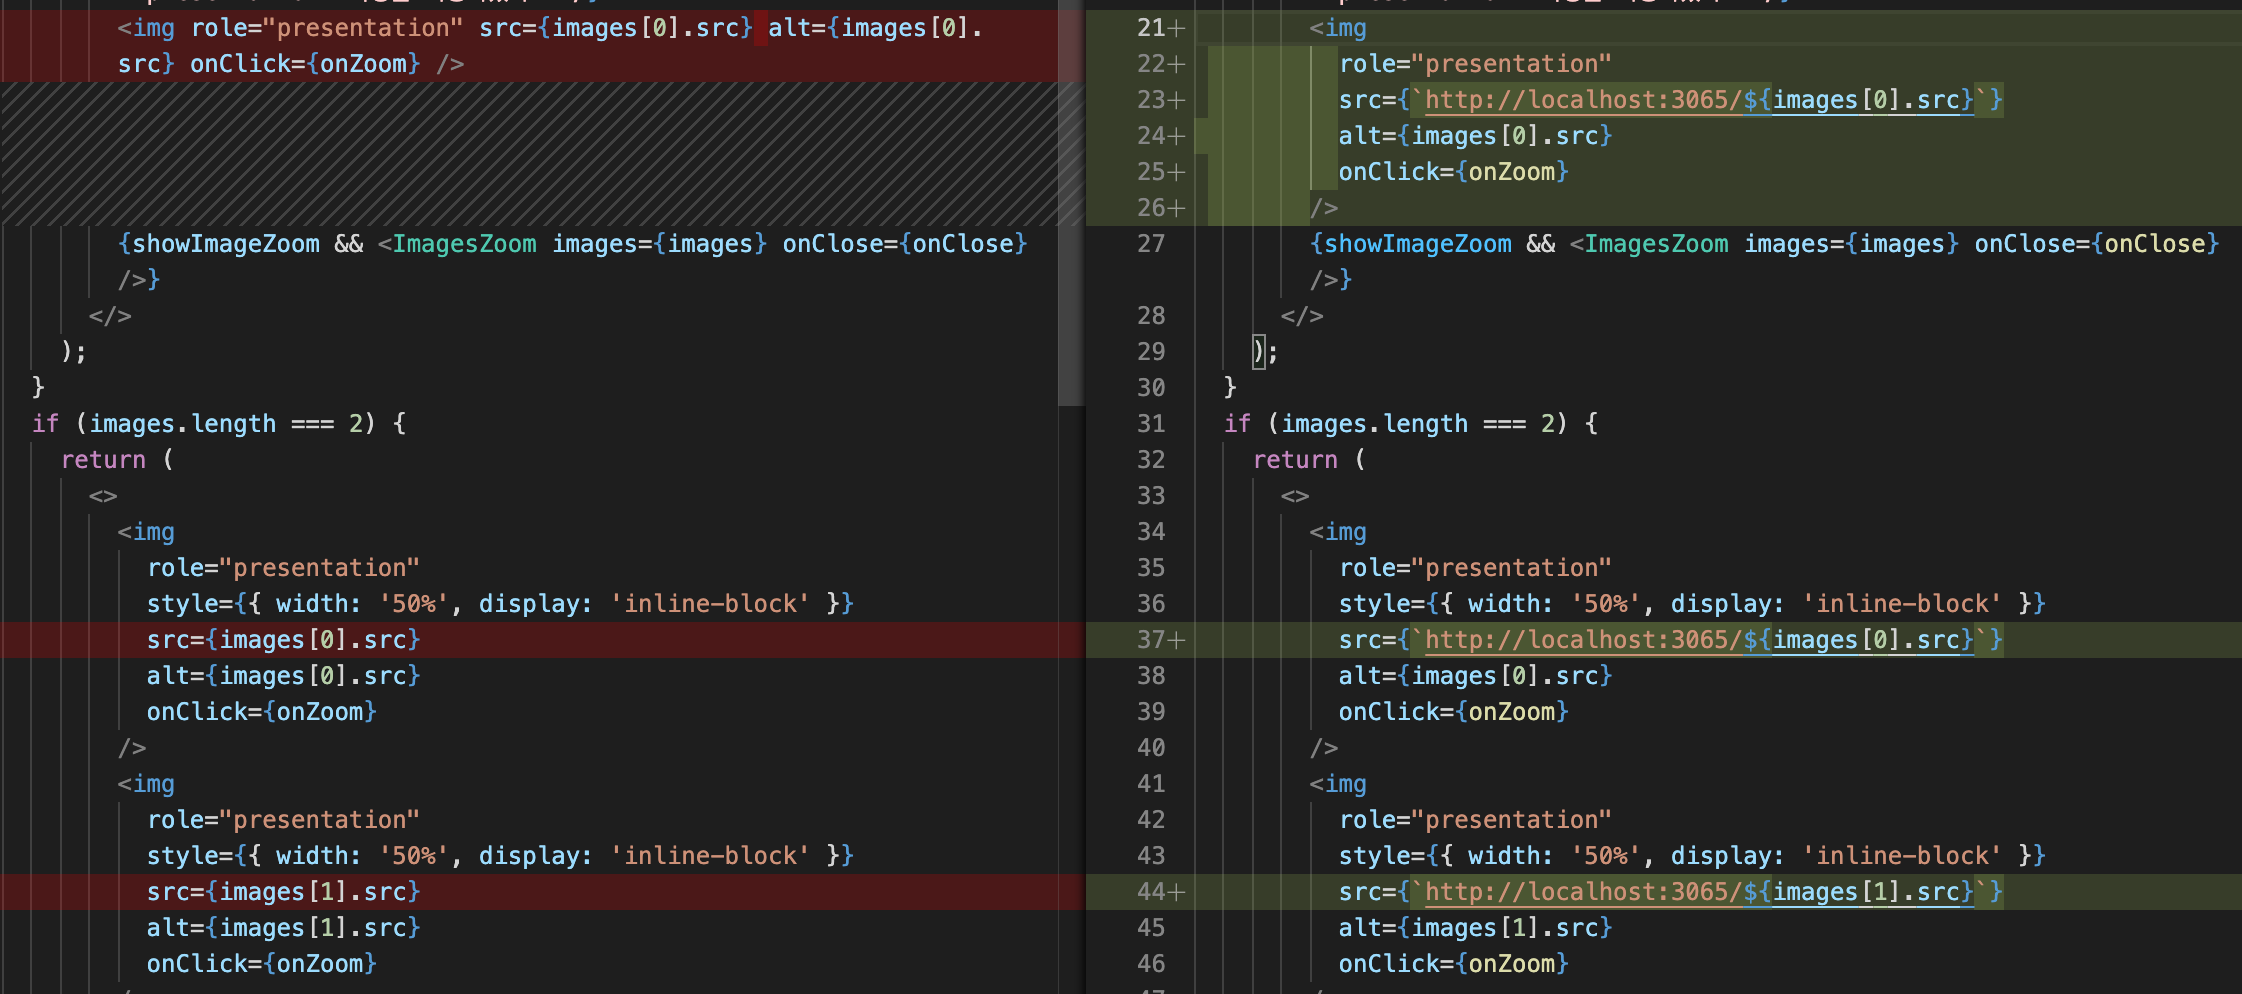 <img role="presentation" src={images[0].src} alt={images[0].
src} onClick={onZoom} />
{showImageZoom && <ImagesZoom images={images} onClose={onClose}
/>}
</>
);
}
if (images.length === 2) {
return (
<>
<img
role="presentation"
style={{ width: '50%', display: 'inline-block' }}
src={images[0].src}
alt={images[0].src}
onClick={onZoom}
/>
<img
role="presentation"
style={{ width: '50%', display: 'inline-block' }}
src={images[1].src}
alt={images[1].src}
onClick={onZoom}
21+ <img
22+ role="presentation"
23+ src={`http://localhost:3065/${images[0].src}`}
24+ alt={images[0].src}
25+ onClick={onZoom}
26+ />
27 {showImageZoom && <ImagesZoom images={images} onClose={onClose}
/>}
28 </>
29 );
30 }
31 if (images.length === 2) {
32 return (
33 <>
34 <img
35 role="presentation"
36 style={{ width: '50%', display: 'inline-block' }}
37+ src={`http://localhost:3065/${images[0].src}`}
38 alt={images[0].src}
39 onClick={onZoom}
40 />
41 <img
42 role="presentation"
43 style={{ width: '50%', display: 'inline-block' }}
44+ src={`http://localhost:3065/${images[1].src}`}
45 alt={images[1].src}
46 onClick={onZoom}